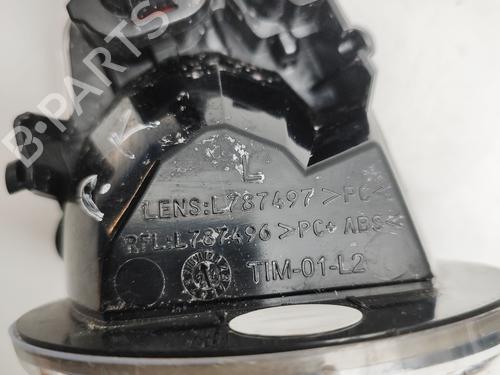 B-PARTS
L
LENS:L787497 >PC<
RFL:L787496 >PC+ABS<
TIM-01-L2